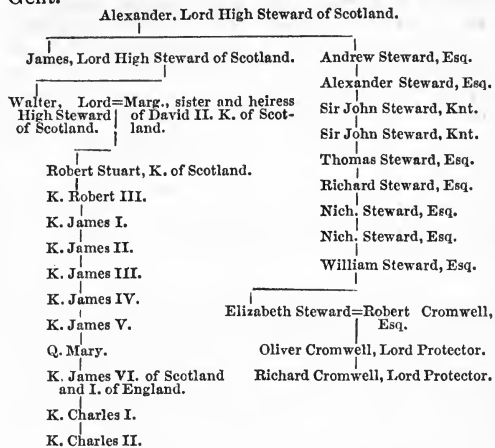 Gent.
Alexander, Lord High Steward of Scotland.
James, Lord High Steward of Scotland.
Walter, Lord=Marg., sister and heiress
High Steward of David II. K. of Scot-
of Scotland. land.
Robert Stuart, K. of Scotland.
K. Robert III.
K. James I.
K. James II.
K. James III.
K. James IV.
K. James V.
Q. Mary.
K. James VI. of Scotland
and I. of England.
K. Charles I.
K. Charles II.
Andrew Steward, Esq.
Alexander Steward, Esq.
Sir John Steward, Knt.
Sir John Steward, Knt.
Thomas Steward, Esq.
Richard Steward, Esq.
Nich. Steward, Esq.
Nich. Steward, Esq.
William Steward, Esq.
Elizabeth Steward=Robert Cromwell,
Esq.
Oliver Cromwell, Lord Protector.
Richard Cromwell, Lord Protector.